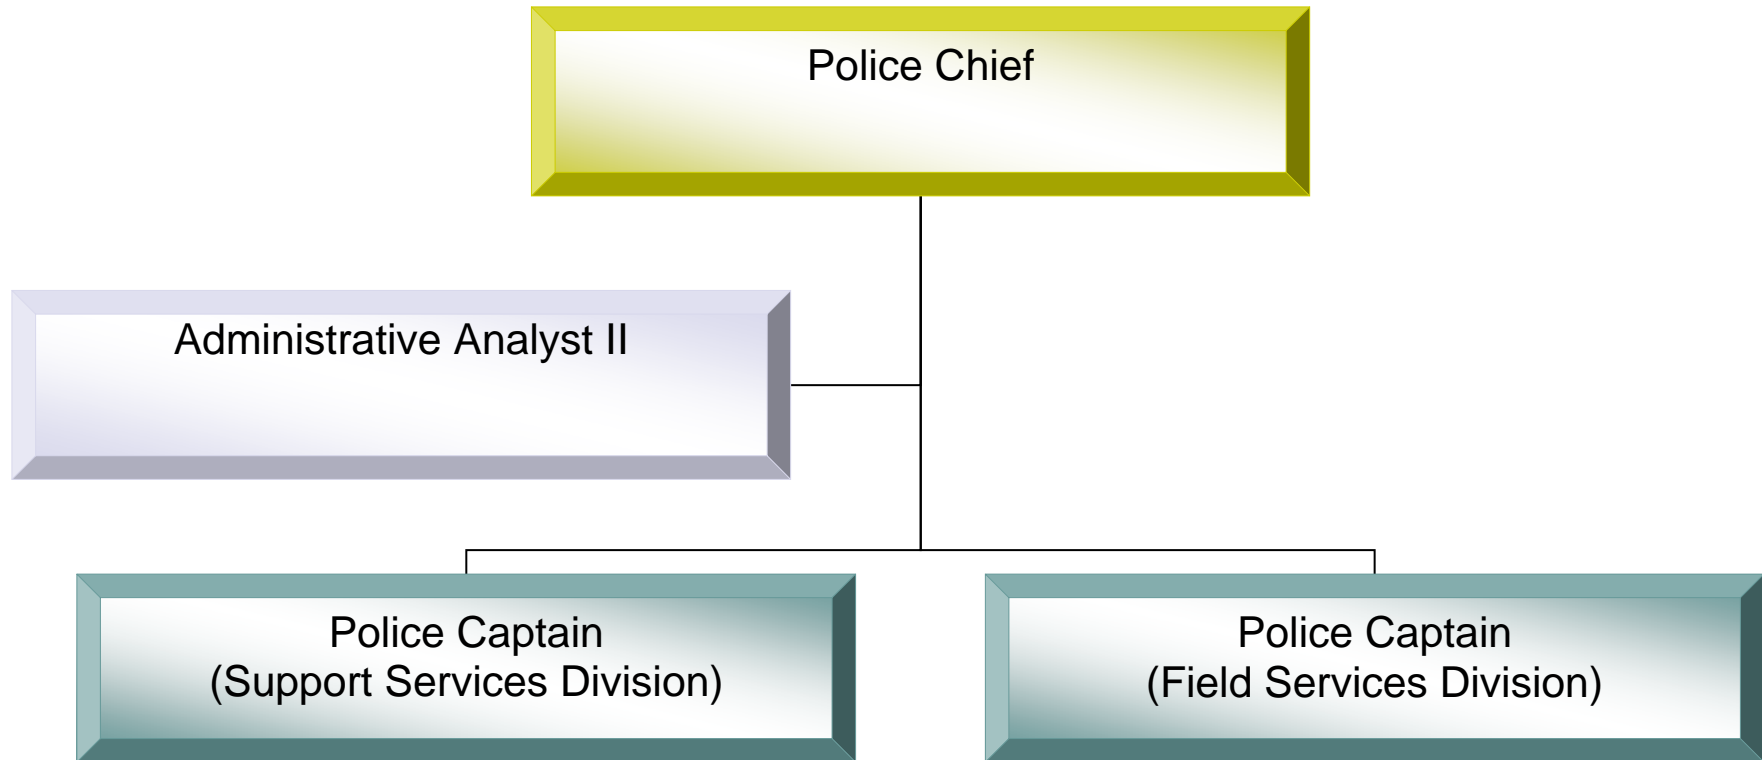 Police Chief
Administrative Analyst II
Police Captain
(Support Services Division)
Police Captain
(Field Services Division)